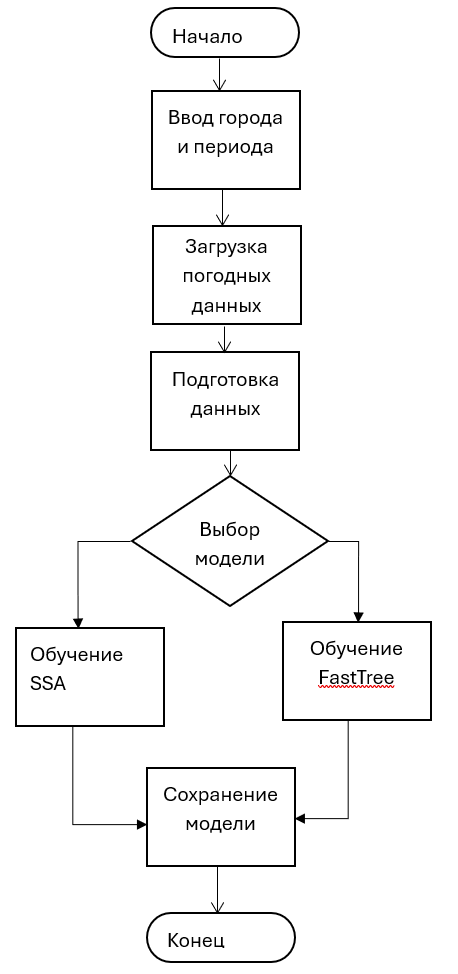 Начало
Ввод города
и периода
Загрузка
погодных
данных
Подготовка
данных
Выбор
модели
Обучение
SSA
Обучение
FastTree
Сохранение
модели
Конец